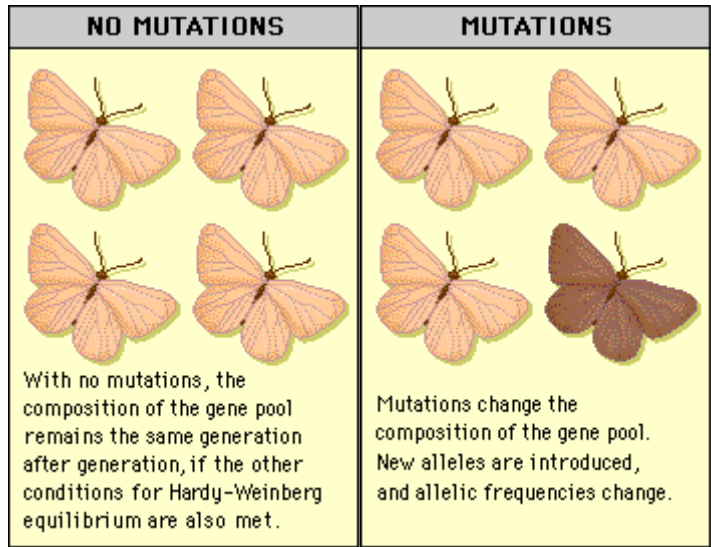 NO MUTATIONS
With no mutations, the
composition of the gene pool
remains the same generation
after generation, if the other
conditions for Hardy-Weinberg
equilibrium are also met.
MUTATIONS
Mutations change the
composition of the gene pool.
New alleles are introduced,
and allelic frequencies change.